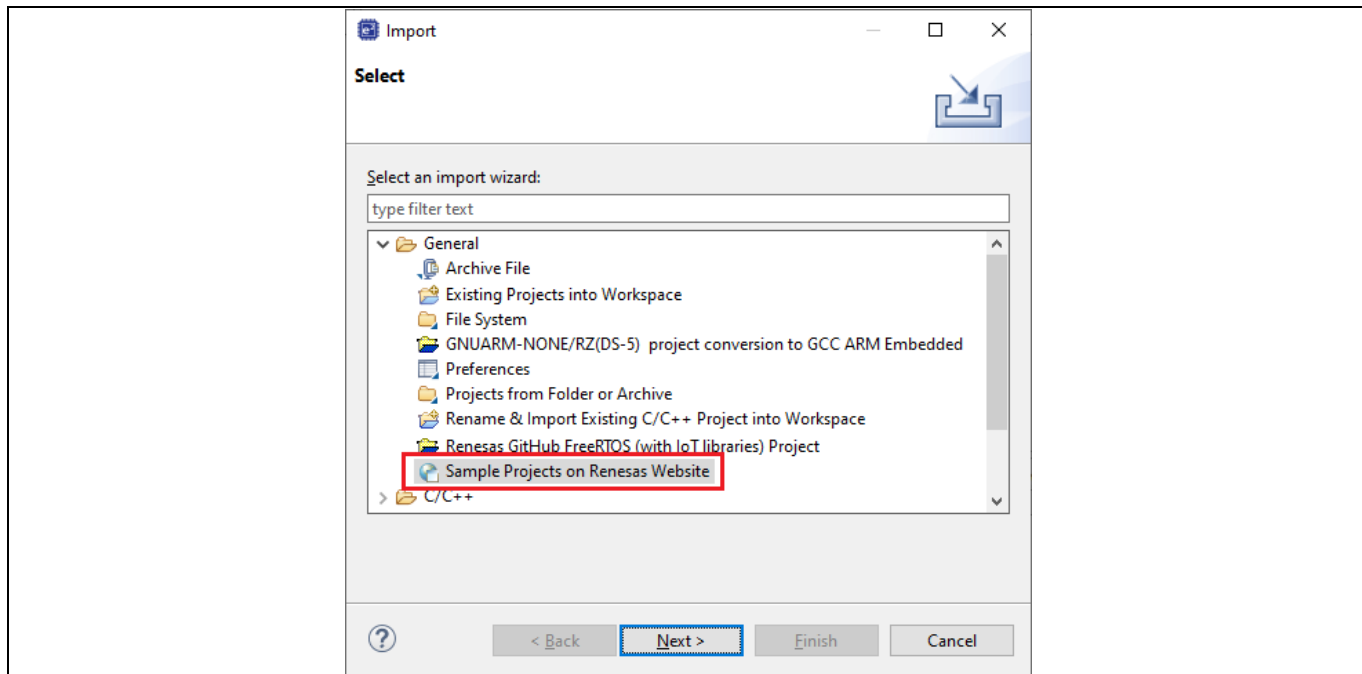 Import
Select
Select an import wizard:
type filter text
General
Archive File
Existing Projects into Workspace
File System
GNUARM-NONE/RZ(DS-5) project conversion to GCC ARM Embedded
Preferences
Projects from Folder or Archive
Rename & Import Existing C/C++ Project into Workspace
Renesas GitHub FreeRTOS (with IoT libraries) Project
Sample Projects on Renesas Website
C/C++
? < Back Next > Finish Cancel